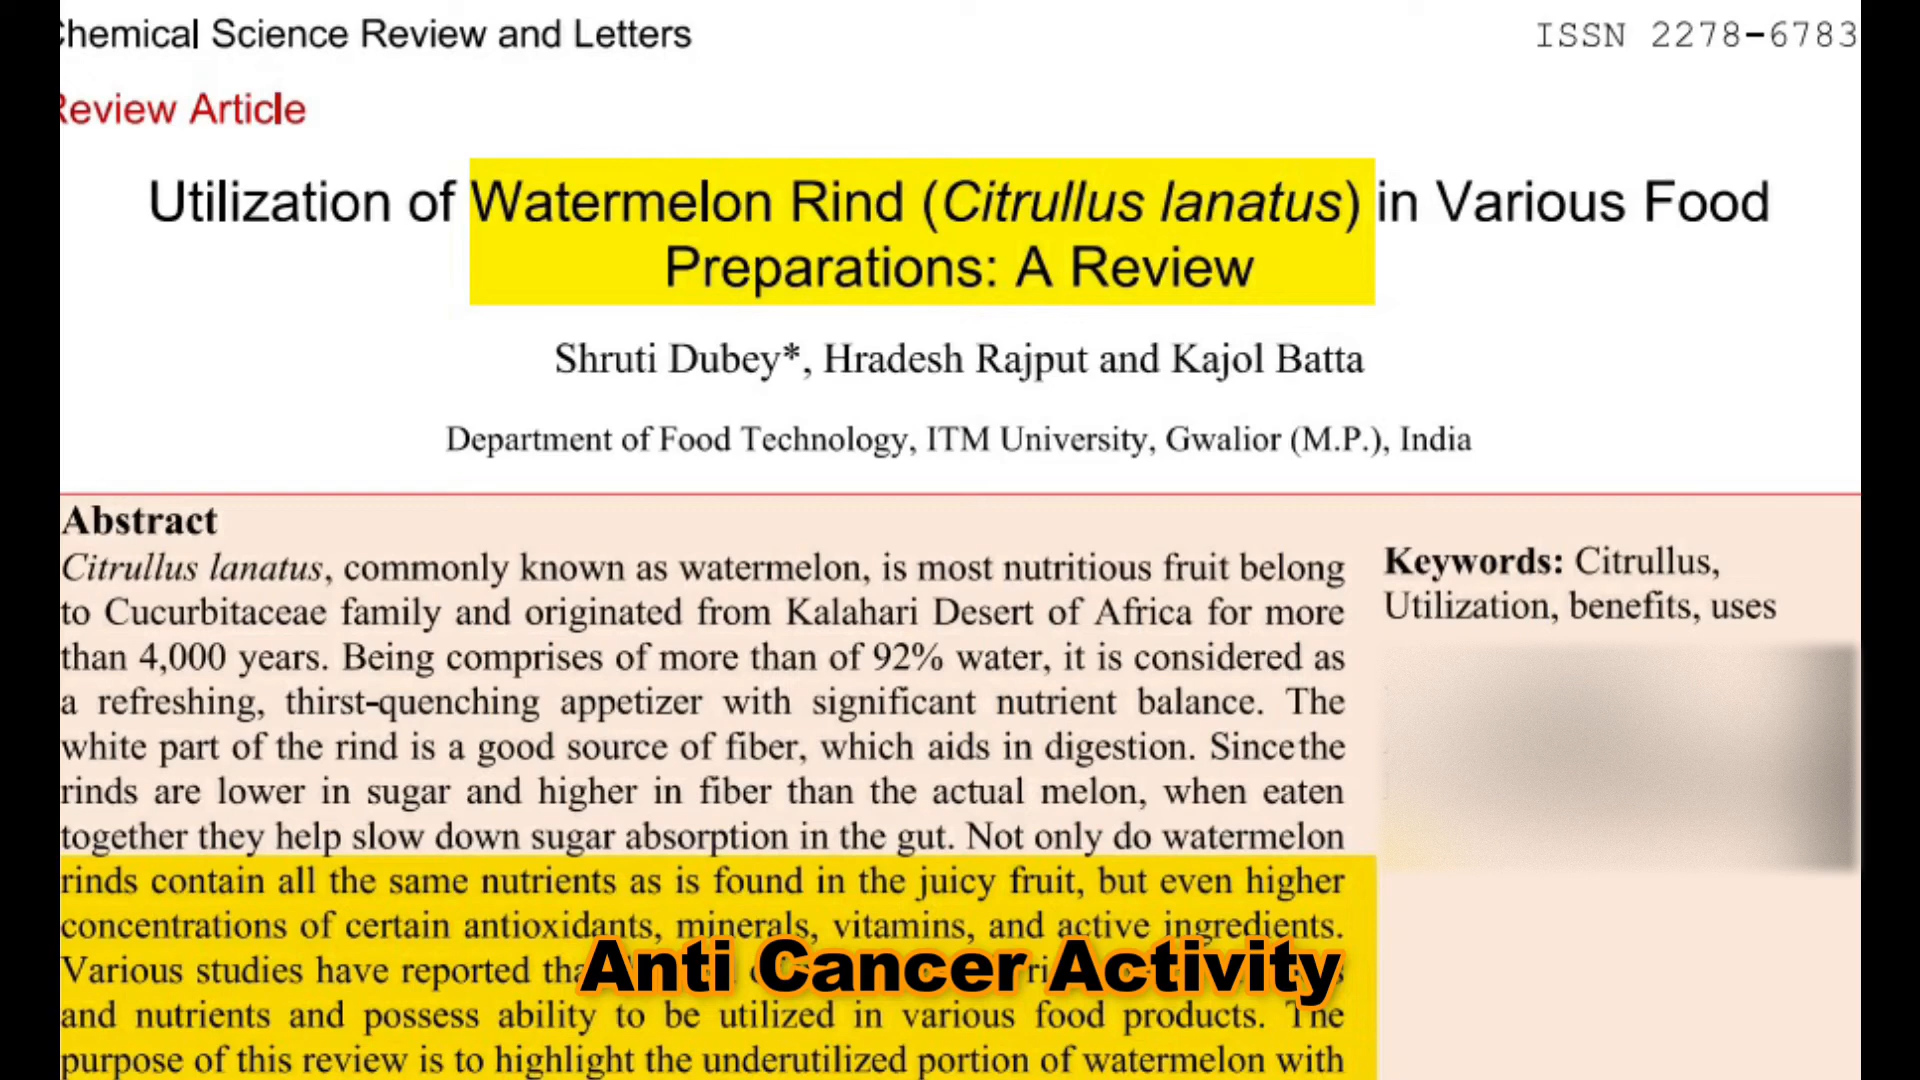 hemical Science Review and Letters
ISSN 2278-6783
Review Article
Utilization of Watermelon Rind (Citrullus lanatus) in Various Food
Preparations: A Review
Shruti Dubey*, Hradesh Rajput and Kajol Batta
Department of Food Technology, ITM University, Gwalior (M.P.), India
Abstract
Citrullus lanatus, commonly known as watermelon, is most nutritious fruit belong
to Cucurbitaceae family and originated from Kalahari Desert of Africa for more
than 4,000 years. Being comprises of more than of 92% water, it is considered as
a refreshing, thirst-quenching appetizer with significant nutrient balance. The
white part of the rind is a good source of fiber, which aids in digestion. Sincethe
rinds are lower in sugar and higher in fiber than the actual melon, when eaten
together they help slow down sugar absorption in the gut. Not only do watermelon
rinds contain all the same nutrients as is found in the juicy fruit, but even higher
concentrations of certain antioxidants, minerals, vitamins, and active ingredients.
Various studies have reported
Anti Cancer Activity
and nutrients and possess ability to be utilized in various food products. The
purpose of this review is to highlight the underutilized portion of watermelon with
Keywords: Citrullus,
Utilization, benefits, uses